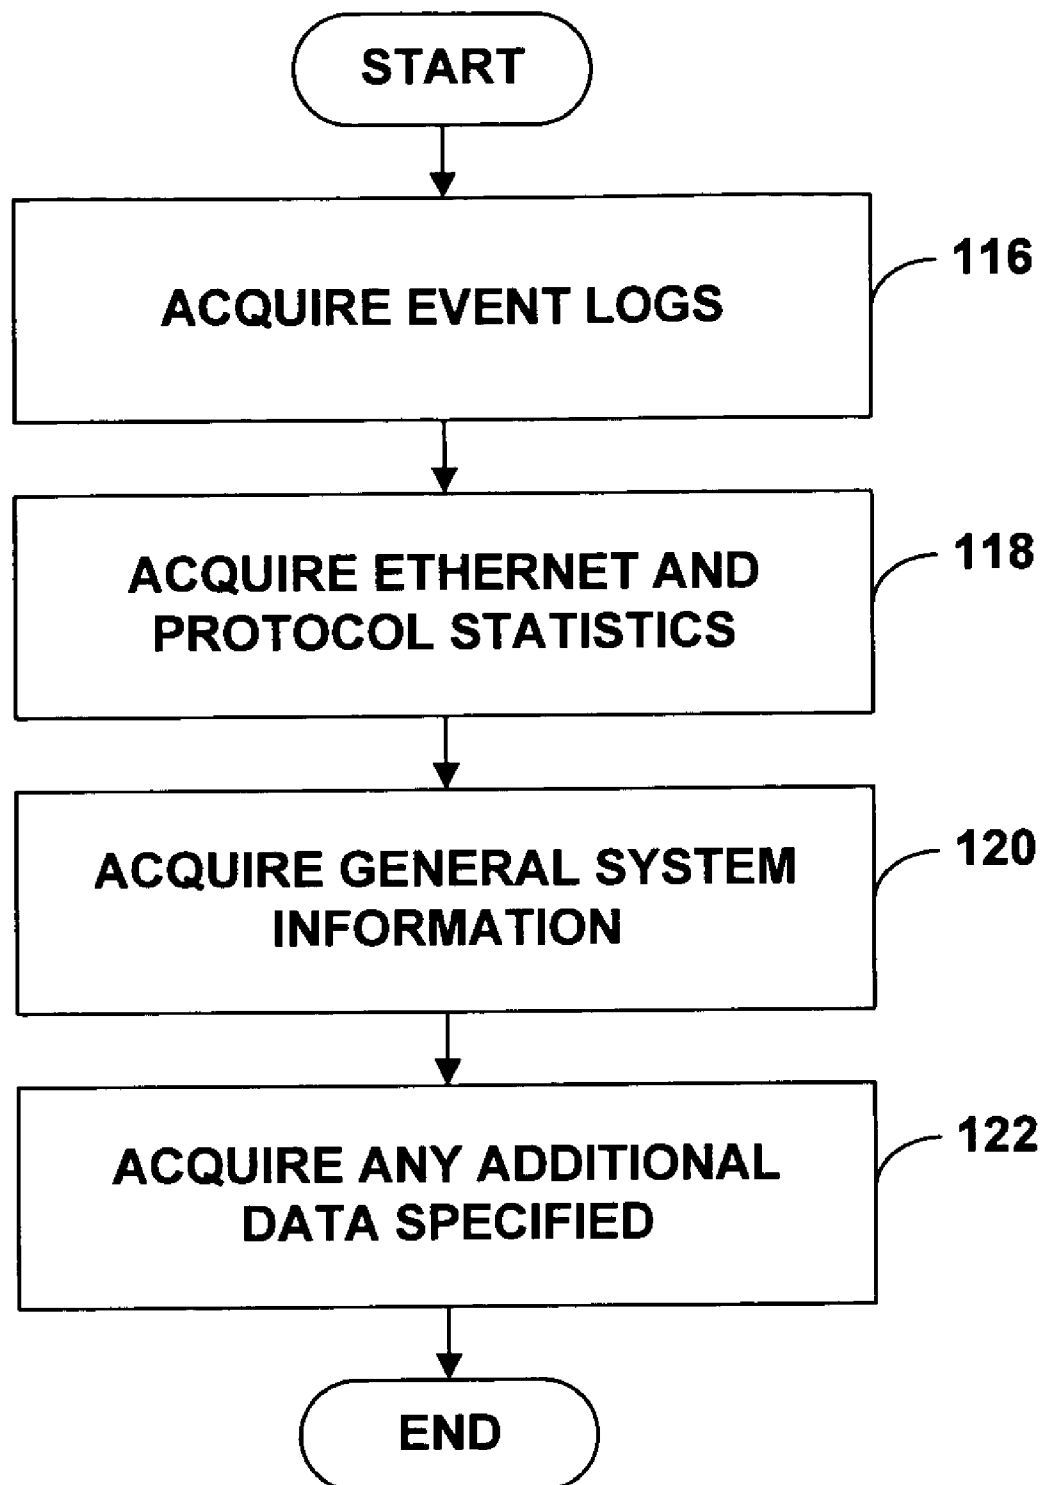 START
ACQUIRE EVENT LOGS
116
ACQUIRE ETHERNET AND
PROTOCOL STATISTICS
118
ACQUIRE GENERAL SYSTEM
INFORMATION
120
ACQUIRE ANY ADDITIONAL
DATA SPECIFIED
122
END